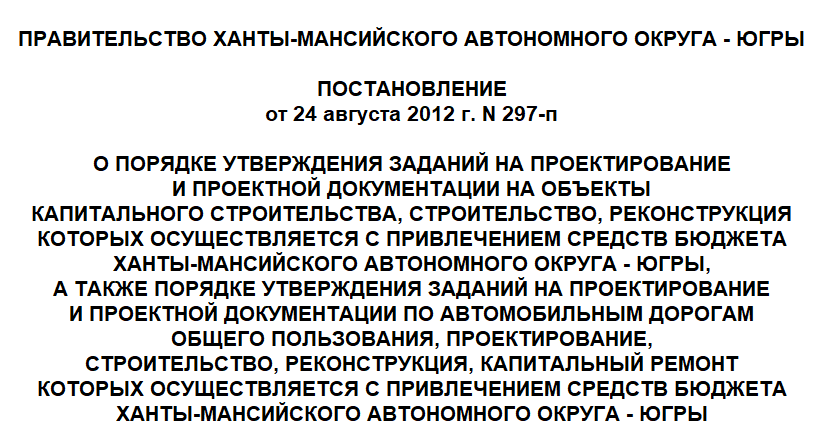 ПРАВИТЕЛЬСТВО ХАНТЫ-МАНСИЙСКОГО АВТОНОМНОГО ОКРУГА - ЮГРЫ
ПОСТАНОВЛЕНИЕ
от 24 августа 2012 г. N 297-п
О ПОРЯДКЕ УТВЕРЖДЕНИЯ ЗАДАНИЙ НА ПРОЕКТИРОВАНИЕ
И ПРОЕКТНОЙ ДОКУМЕНТАЦИИ НА ОБЪЕКТЫ
КАПИТАЛЬНОГО СТРОИТЕЛЬСТВА, СТРОИТЕЛЬСТВО, РЕКОНСТРУКЦИЯ
КОТОРЫХ ОСУЩЕСТВЛЯЕТСЯ С ПРИВЛЕЧЕНИЕМ СРЕДСТВ БЮДЖЕТА
ХАНТЫ-МАНСИЙСКОГО АВТОНОМНОГО ОКРУГА - ЮГРЫ,
А ТАКЖЕ ПОРЯДКЕ УТВЕРЖДЕНИЯ ЗАДАНИЙ НА ПРОЕКТИРОВАНИЕ
И ПРОЕКТНОЙ ДОКУМЕНТАЦИИ ПО АВТОМОБИЛЬНЫМ ДОРОГАМ
ОБЩЕГО ПОЛЬЗОВАНИЯ, ПРОЕКТИРОВАНИЕ,
СТРОИТЕЛЬСТВО, РЕКОНСТРУКЦИЯ, КАПИТАЛЬНЫЙ РЕМОНТ
КОТОРЫХ ОСУЩЕСТВЛЯЕТСЯ С ПРИВЛЕЧЕНИЕМ СРЕДСТВ БЮДЖЕТА
ХАНТЫ-МАНСИЙСКОГО АВТОНОМНОГО ОКРУГА - ЮГРЫ